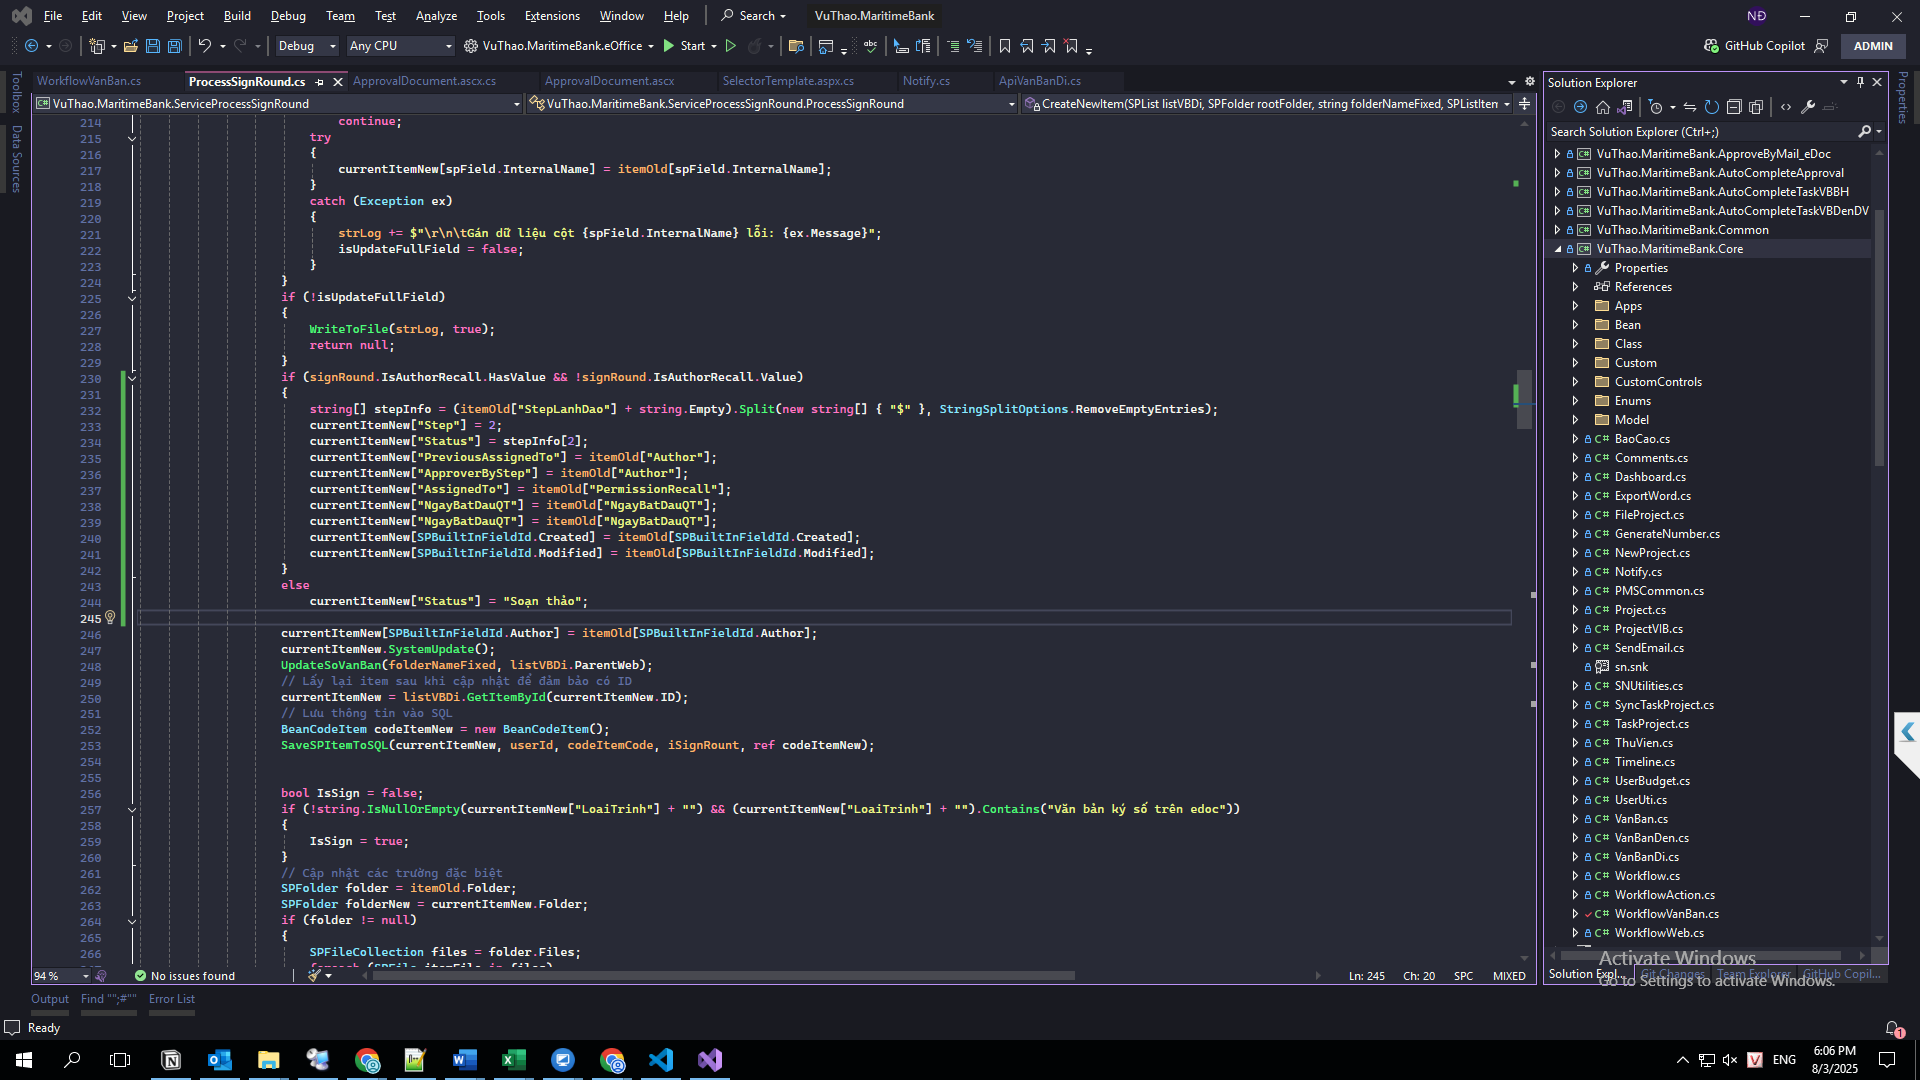 File Edit View Project Build Debug Team Test Analyze Tools Extensions Window Help Search VuThao.MaritimeBank NĐ
Debug Any CPU VuThao.MaritimeBank.eOffice Start GitHub Copilot ADMIN
WorkflowVanBan.cs ProcessSignRound.cs ApprovalDocument.ascx.cs ApprovalDocument.ascx SelectorTemplate.aspx.cs Notify.cs ApiVanBanDi.cs
VuThao.MaritimeBank.ServiceProcessSignRound VuThao.MaritimeBank.ServiceProcessSignRound.ProcessSignRound CreateNewItem(SPList listVBDi, SPFolder rootFolder, string folderNameFixed, SPListItem
Toolbox
Data Sources
214 continue;
215 try
216 {
217 currentItemNew[spField.InternalName] = itemOld[spField.InternalName];
218 }
219 catch (Exception ex)
220 {
221 strLog += $"\r\n\tGán dữ liệu cột {spField.InternalName} lỗi: {ex.Message}";
222 isUpdateFullField = false;
223 }
224 }
225 if (!isUpdateFullField)
226 {
227 WriteToFile(strLog, true);
228 return null;
229 }
230 if (signRound.IsAuthorRecall.HasValue && !signRound.IsAuthorRecall.Value)
231 {
232 string[] stepInfo = (itemOld["StepLanhDao"] + string.Empty).Split(new string[] { "$" }, StringSplitOptions.RemoveEmptyEntries);
233 currentItemNew["Step"] = 2;
234 currentItemNew["Status"] = stepInfo[2];
235 currentItemNew["PreviousAssignedTo"] = itemOld["Author"];
236 currentItemNew["ApproverByStep"] = itemOld["Author"];
237 currentItemNew["AssignedTo"] = itemOld["PermissionRecall"];
238 currentItemNew["NgayBatDauQT"] = itemOld["NgayBatDauQT"];
239 currentItemNew["NgayBatDauQT"] = itemOld["NgayBatDauQT"];
240 currentItemNew[SPBuiltInFieldId.Created] = itemOld[SPBuiltInFieldId.Created];
241 currentItemNew[SPBuiltInFieldId.Modified] = itemOld[SPBuiltInFieldId.Modified];
242 }
243 else
244 currentItemNew["Status"] = "Soạn thảo";
245
246 currentItemNew[SPBuiltInFieldId.Author] = itemOld[SPBuiltInFieldId.Author];
247 currentItemNew.SystemUpdate();
248 UpdateSoVanBan(folderNameFixed, listVBDi.ParentWeb);
249 // Lấy lại item sau khi cập nhật để đảm bảo có ID
250 currentItemNew = listVBDi.GetItemById(currentItemNew.ID);
251 // Lưu thông tin vào SQL
252 BeanCodeItem codeItemNew = new BeanCodeItem();
253 SaveSPItemToSQL(currentItemNew, userId, codeItemCode, iSignRount, ref codeItemNew);
254
255
256 bool IsSign = false;
257 if (!string.IsNullOrEmpty(currentItemNew["LoaiTrinh"] + "") && (currentItemNew["LoaiTrinh"] + "").Contains("Văn bản ký số trên edoc"))
258 {
259 IsSign = true;
260 }
261 // Cập nhật các trường đặc biệt
262 SPFolder folder = itemOld.Folder;
263 SPFolder folderNew = currentItemNew.Folder;
264 if (folder != null)
265 {
266 SPFileCollection files = folder.Files;
94 % No issues found Ln: 245 Ch: 20 SPC MIXED
Output Find "";#"" Error List
Ready
Solution Explorer
Search Solution Explorer (Ctrl+;)
VuThao.MaritimeBank.ApproveByMail_eDoc
VuThao.MaritimeBank.AutoCompleteApproval
VuThao.MaritimeBank.AutoCompleteTaskVBBH
VuThao.MaritimeBank.AutoCompleteTaskVBDenDV
VuThao.MaritimeBank.Common
VuThao.MaritimeBank.Core
Properties
References
Apps
Bean
Class
Custom
CustomControls
Enums
Model
BaoCao.cs
Comments.cs
Dashboard.cs
ExportWord.cs
FileProject.cs
GenerateNumber.cs
NewProject.cs
Notify.cs
PMSCommon.cs
Project.cs
ProjectVIB.cs
SendEmail.cs
sn.snk
SNUtilities.cs
SyncTaskProject.cs
TaskProject.cs
ThuVien.cs
Timeline.cs
UserBudget.cs
UserUti.cs
VanBan.cs
VanBanDen.cs
VanBanDi.cs
Workflow.cs
WorkflowAction.cs
WorkflowVanBan.cs
WorkflowWeb.cs
Solution Expl... Git Changes Team Explorer GitHub Copil...
Activate Windows
Go to Settings to activate Windows.
Properties
1
ENG
6:06 PM
8/3/2025